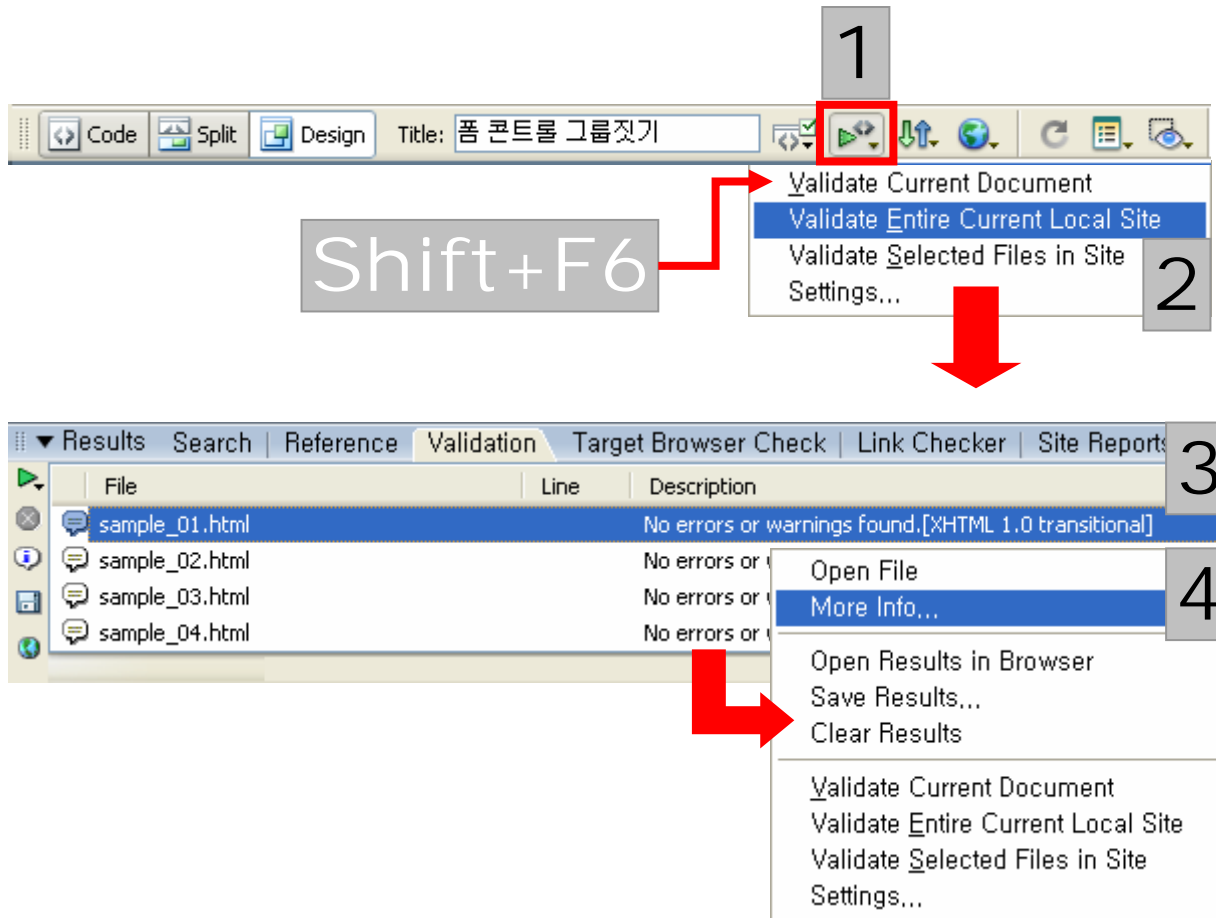 1
Code Split Design Title: 폼 콘트롤 그룹짓기
Validate Current Document
Validate Entire Current Local Site
Shift+F6
Validate Selected Files in Site
2
Settings...
Results Search | Reference Validation Target Browser Check | Link Checker | Site Reports
3
File Line Description
sample_01.html No errors or warnings found.[XHTML 1.0 transitional]
sample_02.html No errors or
sample_03.html No errors or
sample_04.html No errors or
4
Open File
More Info...
Open Results in Browser
Save Results...
Clear Results
Validate Current Document
Validate Entire Current Local Site
Validate Selected Files in Site
Settings...